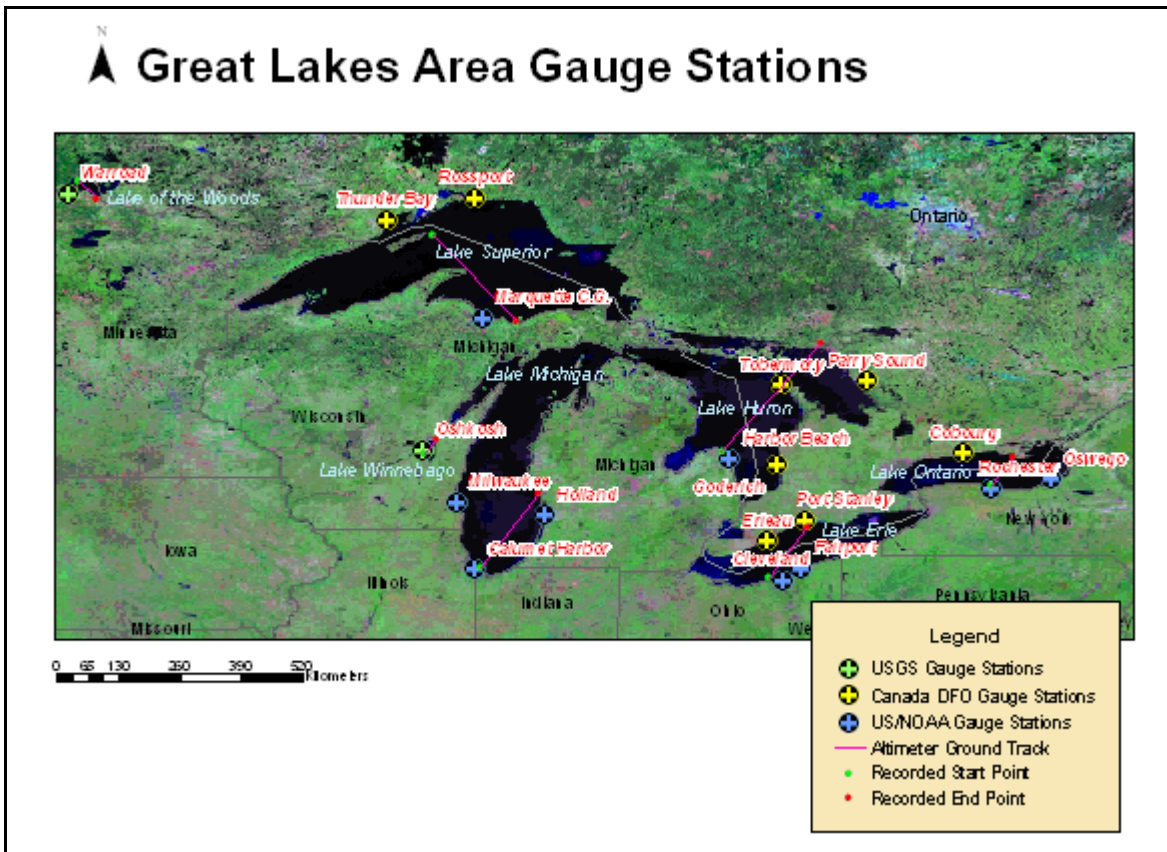 N
Great Lakes Area Gauge Stations
Warroad
Lake of the Woods
Rossport
Thunder Bay
Ontario
Lake Superior
Marquette C.G.
Minnesota
Michigan
Lake Michigan
Tobermory
Parry Sound
Lake Huron
Wisconsin
Oshkosh
Harbor Beach
Cobourg
Lake Winnebago
Michigan
Lake Ontario
Rochester
Oswego
Milwaukee
Holland
Goderich
Port Stanley
New York
Erieau
Lake Erie
Iowa
Calumet Harbor
Cleveland
Fairport
Illinois
Indiana
Ohio
Pennsylvania
Missouri
We
0 65 130 260 390 520
Kilometers
Legend
USGS Gauge Stations
Canada DFO Gauge Stations
US/NOAA Gauge Stations
Altimeter Ground Track
Recorded Start Point
Recorded End Point